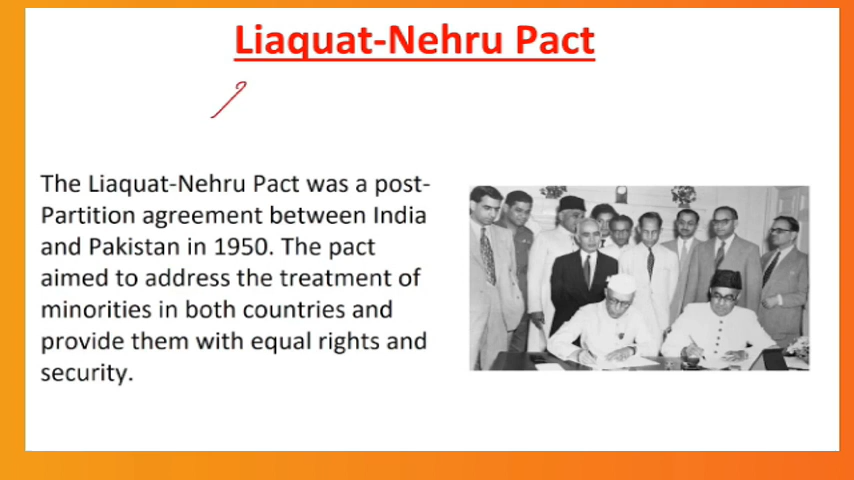 Liaquat-Nehru Pact
The Liaquat-Nehru Pact was a post-
Partition agreement between India
and Pakistan in 1950. The pact
aimed to address the treatment of
minorities in both countries and
provide them with equal rights and
security.